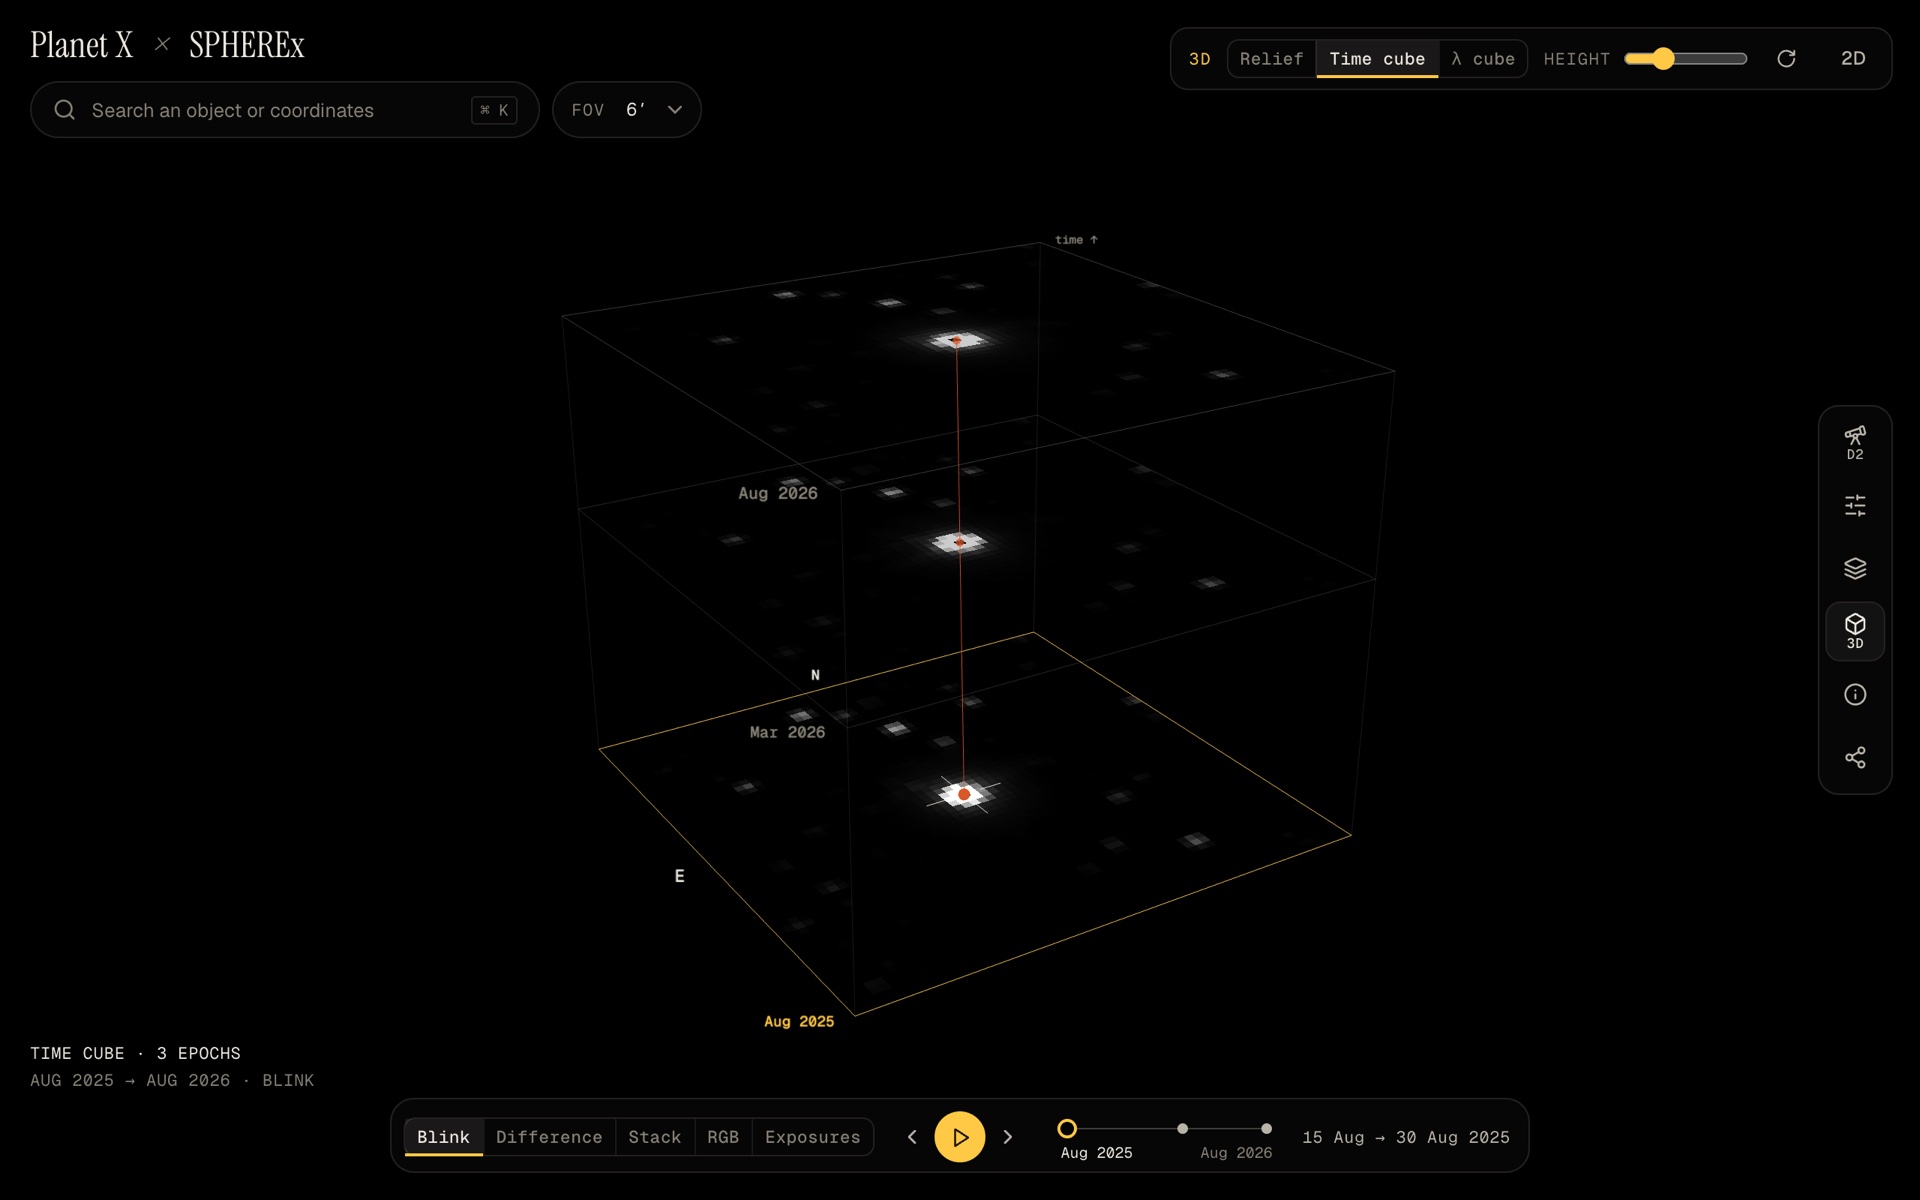 Planet X × SPHEREx
3D Relief Time cube λ cube HEIGHT 2D
Search an object or coordinates ⌘ K FOV 6′
time ↑
Aug 2026
D2
3D
N
Mar 2026
E
Aug 2025
TIME CUBE · 3 EPOCHS
AUG 2025 → AUG 2026 · BLINK
Blink Difference Stack RGB Exposures 15 Aug → 30 Aug 2025
Aug 2025 Aug 2026